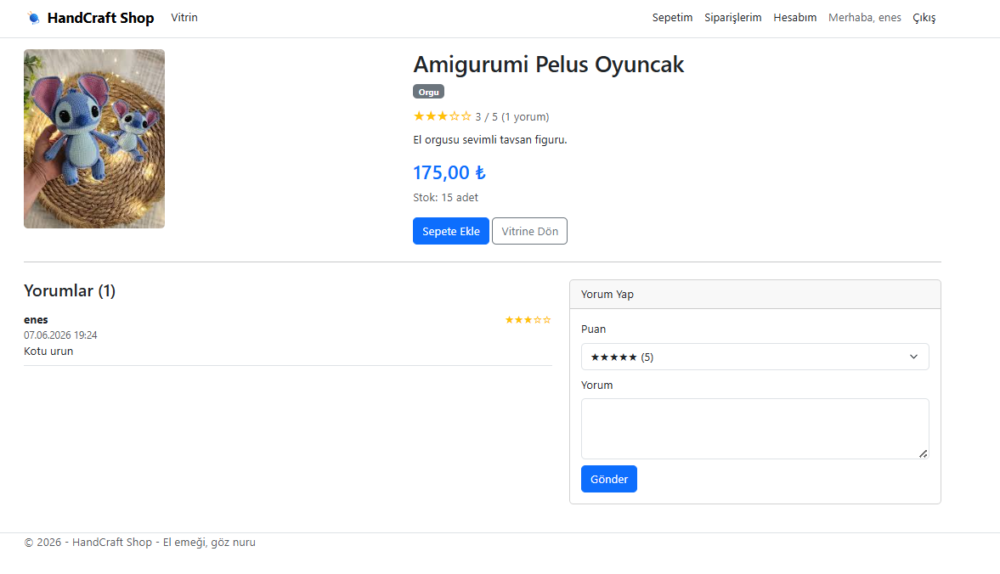 HandCraft Shop Vitrin Sepetim Siparişlerim Hesabım Merhaba, enes Çıkış
Amigurumi Pelus Oyuncak
Orgu
★★★☆☆ 3 / 5 (1 yorum)
El orgusu sevimli tavsan figuru.
175,00 ₺
Stok: 15 adet
Sepete Ekle Vitrine Dön
Yorumlar (1)
enes ★★★☆☆
07.06.2026 19:24
Kotu urun
Yorum Yap
Puan
★★★★★ (5)
Yorum
Gönder
© 2026 - HandCraft Shop - El emeği, göz nuru